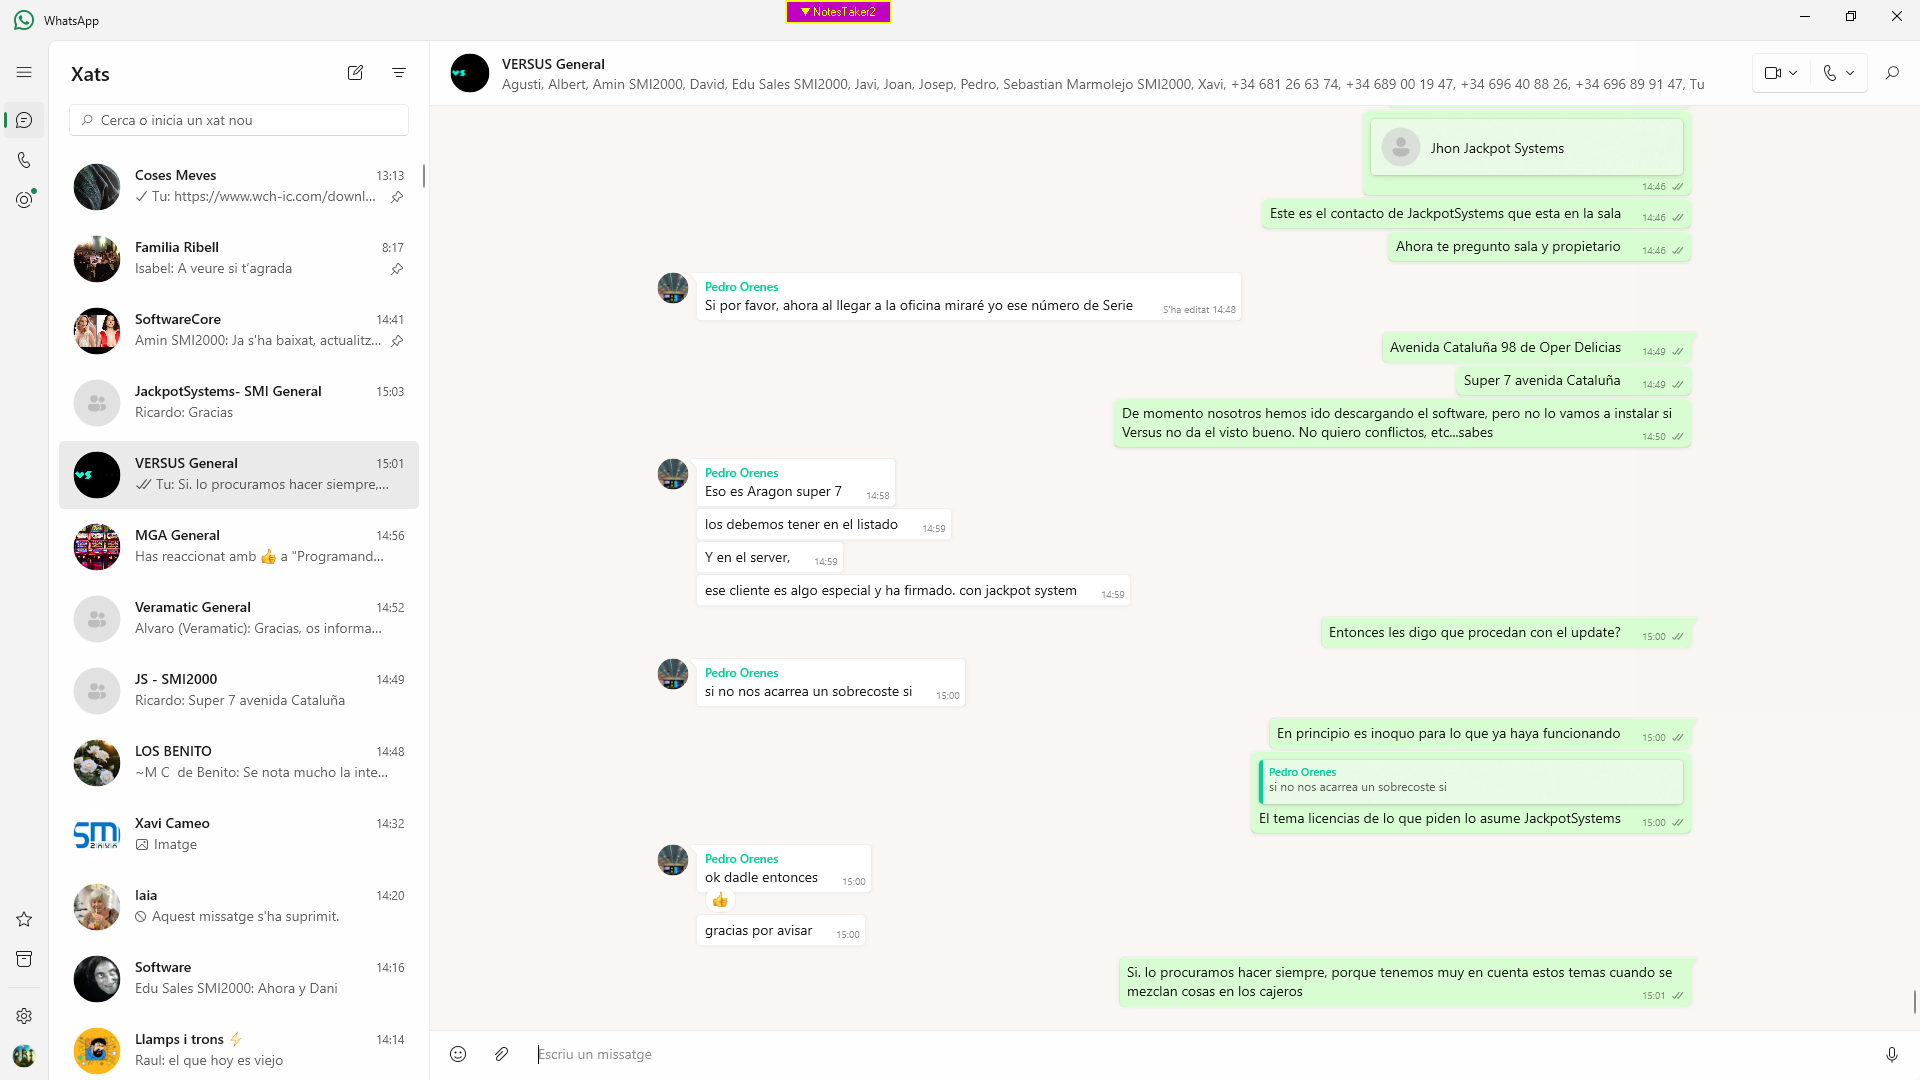 WhatsApp
▼ NotesTaker2
Xats
Cerca o inicia un xat nou
Coses Meves 13:13
Tu: https://www.wch-ic.com/downl...
Familia Ribell 8:17
Isabel: A veure si t'agrada
SoftwareCore 14:41
Amin SMI2000: Ja s'ha baixat, actualitz...
JackpotSystems- SMI General 15:03
Ricardo: Gracias
VERSUS General 15:01
Tu: Si. lo procuramos hacer siempre,...
MGA General 14:56
Has reaccionat amb 👍 a "Programand...
Veramatic General 14:52
Alvaro (Veramatic): Gracias, os informa...
JS - SMI2000 14:49
Ricardo: Super 7 avenida Cataluña
LOS BENITO 14:48
~M C  de Benito: Se nota mucho la inte...
Xavi Cameo 14:32
Imatge
Iaia 14:20
Aquest missatge s'ha suprimit.
Software 14:16
Edu Sales SMI2000: Ahora y Dani
Llamps i trons ⚡ 14:14
Raul: el que hoy es viejo
VERSUS General
Agusti, Albert, Amin SMI2000, David, Edu Sales SMI2000, Javi, Joan, Josep, Pedro, Sebastian Marmolejo SMI2000, Xavi, +34 681 26 63 74, +34 689 00 19 47, +34 696 40 88 26, +34 696 89 91 47, Tu
Jhon Jackpot Systems
14:46
Este es el contacto de JackpotSystems que esta en la sala 14:46
Ahora te pregunto sala y propietario 14:46
Pedro Orenes
Si por favor, ahora al llegar a la oficina miraré yo ese número de Serie S'ha editat 14:48
Avenida Cataluña 98 de Oper Delicias 14:49
Super 7 avenida Cataluña 14:49
De momento nosotros hemos ido descargando el software, pero no lo vamos a instalar si
Versus no da el visto bueno. No quiero conflictos, etc...sabes 14:50
Pedro Orenes
Eso es Aragon super 7 14:58
los debemos tener en el listado 14:59
Y en el server, 14:59
ese cliente es algo especial y ha firmado. con jackpot system 14:59
Entonces les digo que procedan con el update? 15:00
Pedro Orenes
si no nos acarrea un sobrecoste si 15:00
En principio es inoquo para lo que ya haya funcionando 15:00
Pedro Orenes
si no nos acarrea un sobrecoste si
El tema licencias de lo que piden lo asume JackpotSystems 15:00
Pedro Orenes
ok dadle entonces 15:00
👍
gracias por avisar 15:00
Si. lo procuramos hacer siempre, porque tenemos muy en cuenta estos temas cuando se
mezclan cosas en los cajeros 15:01
Escriu un missatge